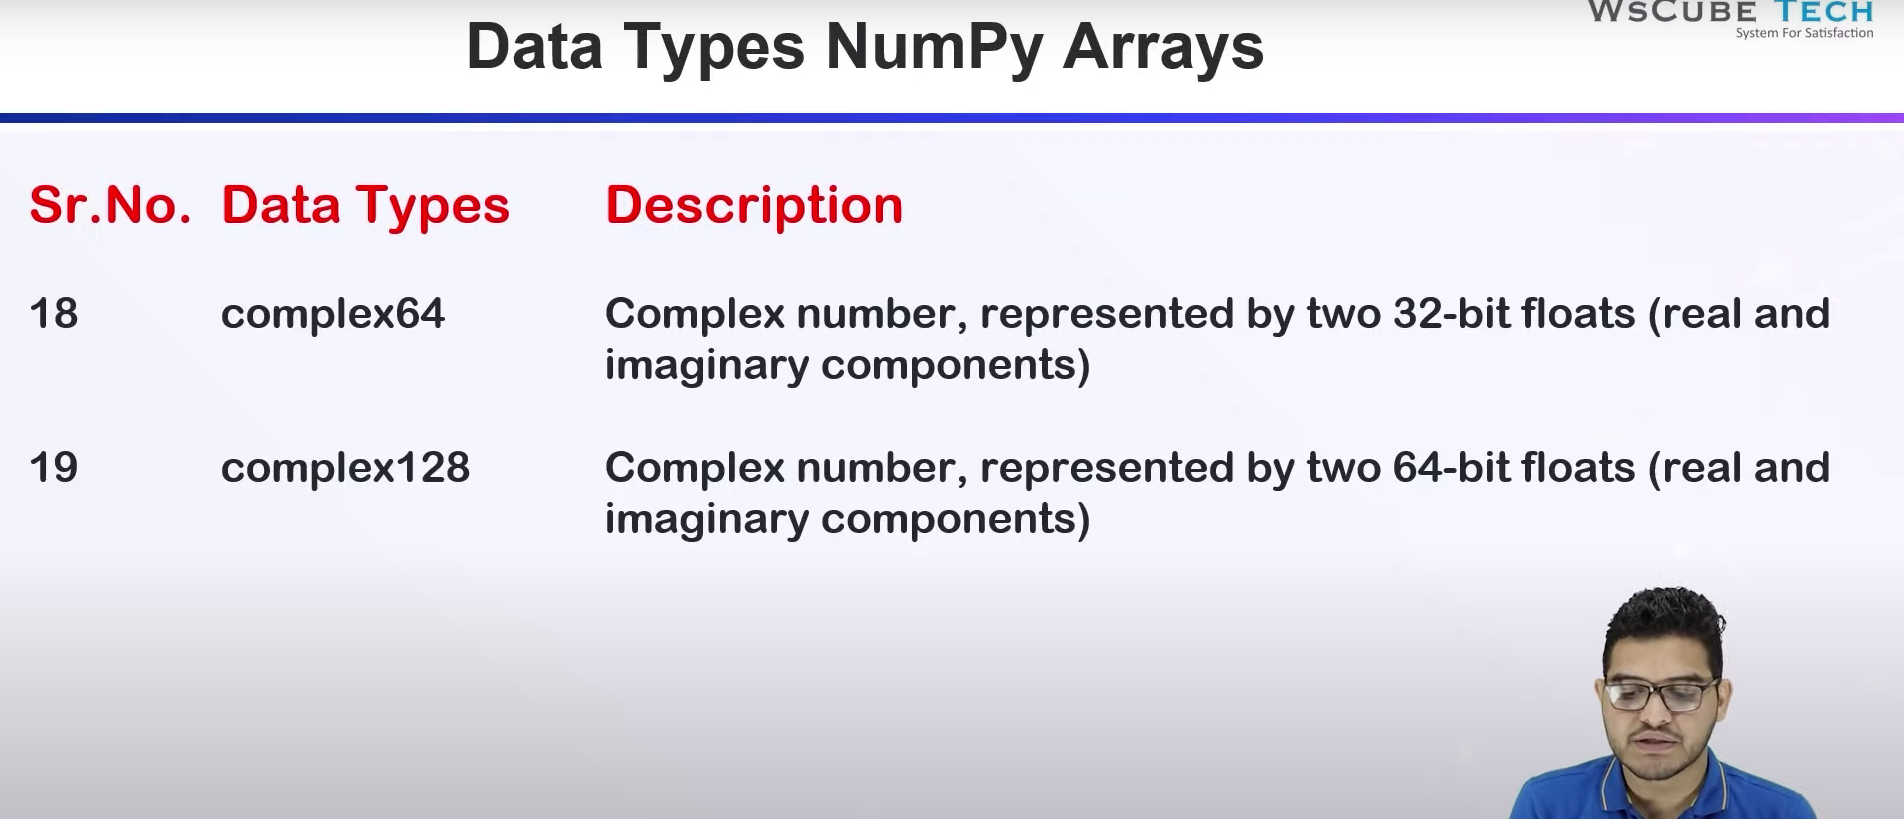 WSCUBE TECH
System For Satisfaction
Data Types NumPy Arrays
Sr.No. Data Types Description
18 complex64 Complex number, represented by two 32-bit floats (real and
imaginary components)
19 complex128 Complex number, represented by two 64-bit floats (real and
imaginary components)